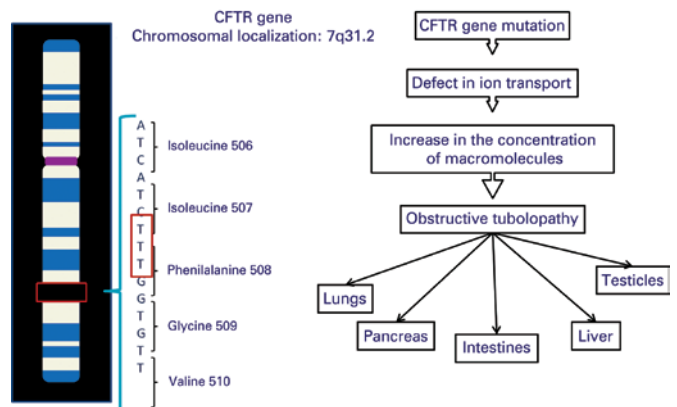 CFTR gene
Chromosomal localization: 7q31.2
A
T
C
Isoleucine 506
A
T
C
Isoleucine 507
T
T
T
Phenilalanine 508
G
G
T
Glycine 509
G
T
T
Valine 510
CFTR gene mutation
Defect in ion transport
Increase in the concentration
of macromolecules
Obstructive tubolopathy
Lungs
Pancreas
Intestines
Liver
Testicles